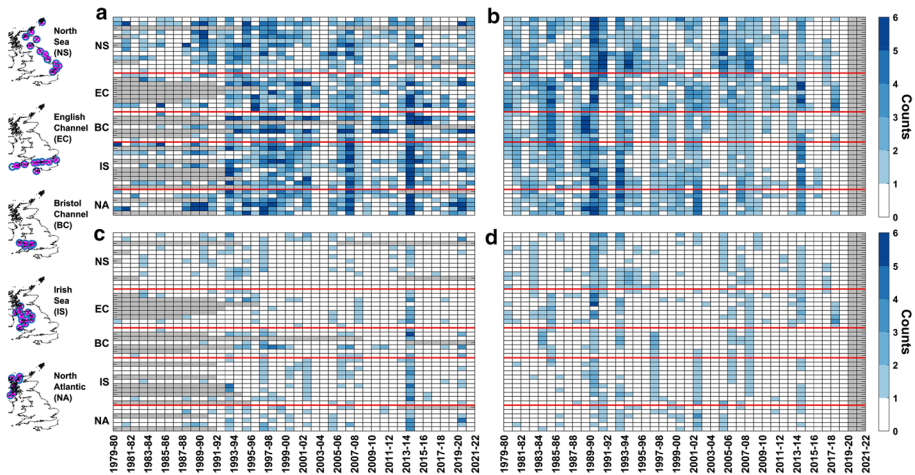 North
Sea
(NS)
English
Channel
(EC)
Bristol
Channel
(BC)
Irish
Sea
(IS)
North
Atlantic
(NA)
a
NS
EC
BC
IS
NA
b
6
5
4
3
2
1
0
Counts
c
NS
EC
BC
IS
NA
1979-80
1981-82
1983-84
1985-86
1987-88
1989-90
1991-92
1993-94
1995-96
1997-98
1999-00
2001-02
2003-04
2005-06
2007-08
2009-10
2011-12
2013-14
2015-16
2017-18
2019-20
2021-22
d
1979-80
1981-82
1983-84
1985-86
1987-88
1989-90
1991-92
1993-94
1995-96
1997-98
1999-00
2001-02
2003-04
2005-06
2007-08
2009-10
2011-12
2013-14
2015-16
2017-18
2019-20
2021-22
6
5
4
3
2
1
0
Counts